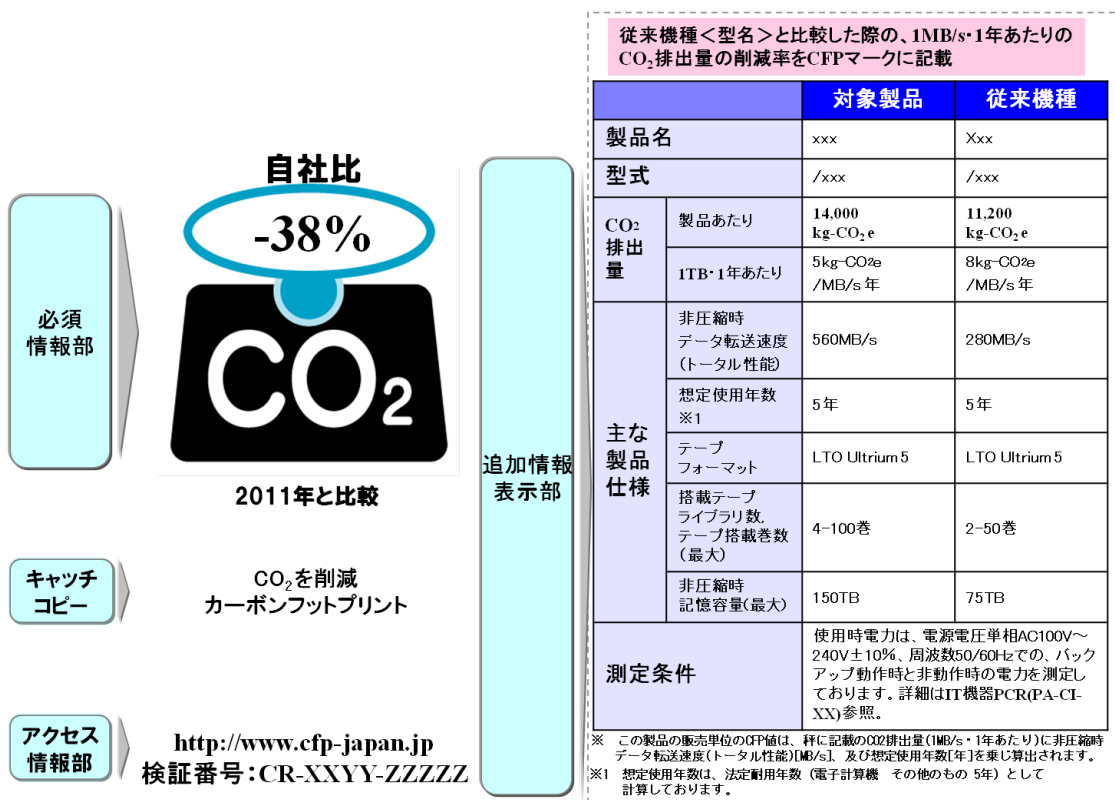 従来機種<型名>と比較した際の、1MB/s・1年あたりの
CO₂排出量の削減率をCFPマークに記載
自社比
-38%
CO2
2011年と比較
必須
情報部
キャッチ
コピー
CO₂を削減
カーボンフットプリント
アクセス
情報部
http://www.cfp-japan.jp
検証番号：CR-XXYY-ZZZZZ
追加情報
表示部
対象製品
従来機種
製品名
xxx
Xxx
型式
/xxx
/xxx
CO2
排出
量
製品あたり
14,000
kg-CO₂e
11,200
kg-CO₂e
1TB・1年あたり
5kg-CO2e
/MB/s年
8kg-CO2e
/MB/s年
主な
製品
仕様
非圧縮時
データ転送速度
(トータル性能)
560MB/s
280MB/s
想定使用年数
※1
5年
5年
テープ
フォーマット
LTO Ultrium5
LTO Ultrium5
搭載テープ
ライブラリ数,
テープ搭載巻数
(最大)
4-100巻
2-50巻
非圧縮時
記憶容量(最大)
150TB
75TB
測定条件
使用時電力は、電源電圧単相AC100V～
240V±10%、周波数50/60Hzでの、バック
アップ動作時と非動作時の電力を測定し
ております。詳細はIT機器PCR(PA-CI-
XX)参照。
※ この製品の販売単位のCFP値は、秤に記載のCO2排出量(1MB/s・1年あたり)に非圧縮時
データ転送速度(トータル性能)[MB/s]、及び想定使用年数[年]を乗じ算出されます。
※1 想定使用年数は、法定耐用年数(電子計算機 その他のもの 5年)として
計算しております。